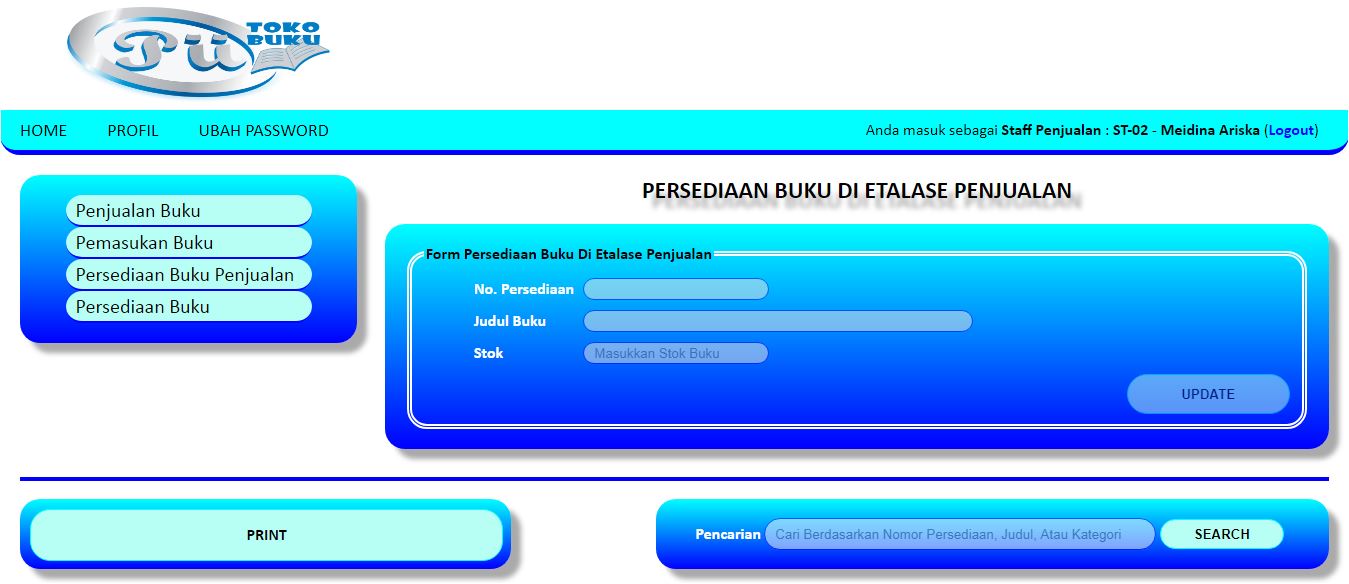 PU TOKO
BUKU
HOME PROFIL UBAH PASSWORD Anda masuk sebagai Staff Penjualan : ST-02 - Meidina Ariska (Logout)
Penjualan Buku
Pemasukan Buku
Persediaan Buku Penjualan
Persediaan Buku
PERSEDIAAN BUKU DI ETALASE PENJUALAN
Form Persediaan Buku Di Etalase Penjualan
No. Persediaan
Judul Buku
Stok Masukkan Stok Buku
UPDATE
PRINT
Pencarian Cari Berdasarkan Nomor Persediaan, Judul, Atau Kategori SEARCH